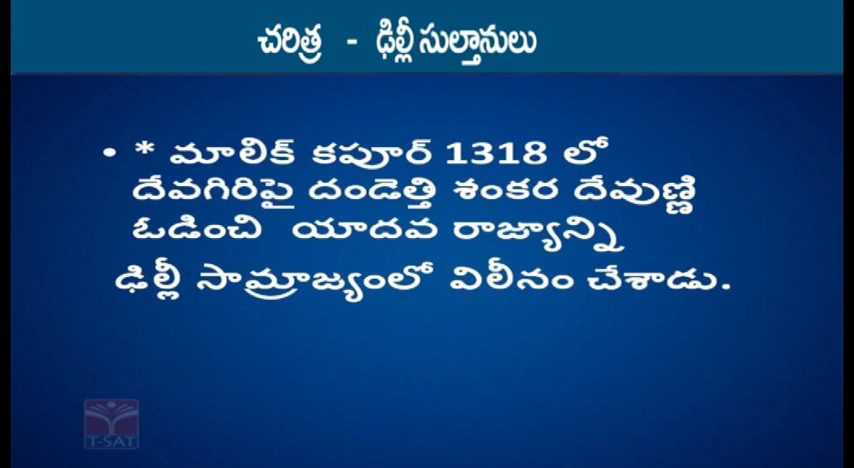 చరిత్ర - ఢిల్లీ సుల్తానులు
• * మాలిక్ కపూర్ 1318 లో
దేవగిరిపై దండెత్తి శంకర దేవుణ్ణి
ఓడించి యాదవ రాజ్యాన్ని
ఢిల్లీ సామ్రాజ్యంలో విలీనం చేశాడు.
T-SAT